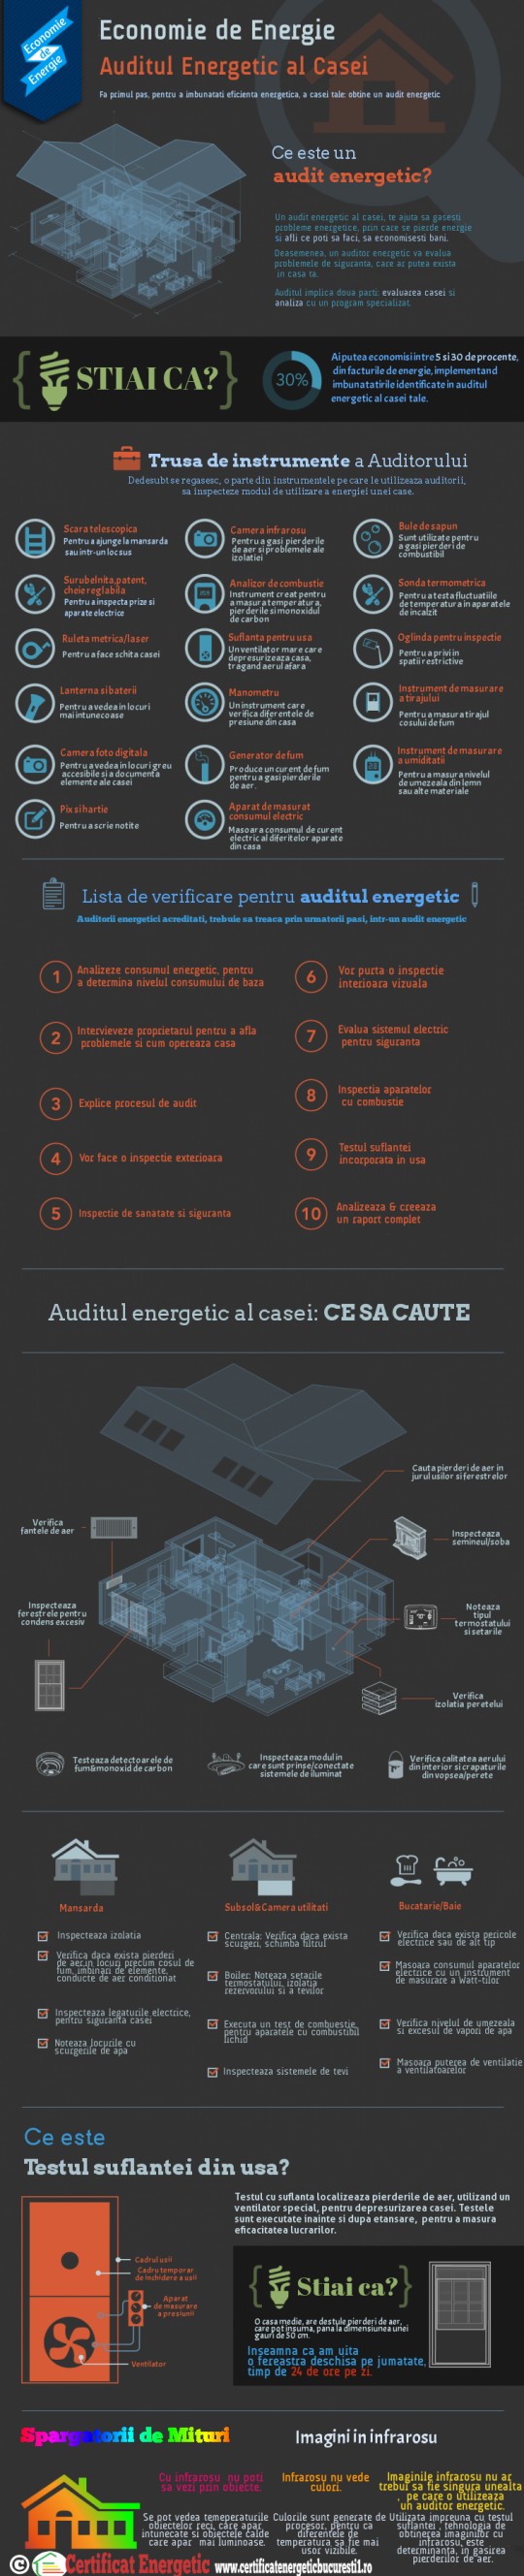 Economie
de
Energie
Economie de Energie
Auditul Energetic al Casei
Fa primul pas, pentru a imbunatati eficienta energetica, a casei tale: obtine un audit energetic
Ce este un
audit energetic?
Un audit energetic al casei, te ajuta sa gasesti
probleme energetice, prin care se pierde energie
si afli ce poti sa faci, sa economisesti bani.
Deasemenea, un auditor energetic va evalua
problemele de siguranta, care ar putea exista
in casa ta.
Auditul implica doua parti: evaluarea casei si
analiza cu un program specializat.
{ STIAI CA? }
30%
Ai putea economisi intre 5 si 30 de procente,
din facturile de energie, implementand
imbunatatirile identificate in auditul
energetic al casei tale.
Trusa de instrumente a Auditorului
Dedesubt se regasesc, o parte din instrumentele pe care le utilizeaza auditorii,
sa inspecteze modul de utilizare a energiei unei case.
Scara telescopica
Pentru a ajunge la mansarda
sau intr-un loc sus
Camera infrarosu
Pentru a gasi pierderile
de aer si problemele ale
izolatiei
Bule de sapun
Sunt utilizate pentru
a gasi pierderi de
combustibil
Surubelnita,patent,
cheie reglabila
Pentru a inspecta prize si
aparate electrice
Analizor de combustie
Instrument creat pentru
a masura temperatura,
pierderile si monoxidul
de carbon
Sonda termometrica
Pentru a testa fluctuatiile
de temperatura in aparatele
de incalzit
Ruleta metrica/laser
Pentru a face schita casei
Suflanta pentru usa
Un ventilator mare care
depresurizeaza casa,
tragand aerul afara
Oglinda pentru inspectie
Pentru a privi in
spatii restrictive
Lanterna si baterii
Pentru a vedea in locuri
mai intunecoase
Manometru
Un instrument care
verifica diferentele de
presiune din casa
Instrument de masurare
a tirajului
Pentru a masura tirajul
cosului de fum
Camera foto digitala
Pentru a vedea in locuri greu
accesibile si a documenta
elemente ale casei
Generator de fum
Produce un curent de fum
pentru a gasi pierderile
de aer.
Instrument de masurare
a umiditatii
Pentru a masura nivelul
de umezeala din lemn
sau alte materiale
Pix si hartie
Pentru a scrie notite
Aparat de masurat
consumul electric
Masoara consumul de curent
electric al diferitelor aparate
din casa
Lista de verificare pentru auditul energetic
Auditorii energetici acreditati, trebuie sa treaca prin urmatorii pasi, intr-un audit energetic
1 Analizeze consumul energetic, pentru
a determina nivelul consumului de baza
2 Intervieveze proprietarul pentru a afla
problemele si cum opereaza casa
3 Explice procesul de audit
4 Vor face o inspectie exterioara
5 Inspectie de sanatate si siguranta
6 Vor purta o inspectie
interioara vizuala
7 Evalua sistemul electric
pentru siguranta
8 Inspectia aparatelor
cu combustie
9 Testul suflantei
incorporata in usa
10 Analizeaza & creeaza
un raport complet
Auditul energetic al casei: CE SA CAUTE
Cauta pierderi de aer in
jurul usilor si ferestrelor
Verifica
fantele de aer
Inspecteaza
semineul/soba
Inspecteaza
ferestrele pentru
condens excesiv
Noteaza
tipul
termostatului
si setarile
Verifica
izolatia peretelui
Testeaza detectoarele de
fum&monoxid de carbon
Inspecteaza modul in
care sunt prinse/conectate
sistemele de iluminat
Verifica calitatea aerului
din interior si crapaturile
din vopsea/perete
Mansarda
Inspecteaza izolatia
Verifica daca exista pierderi
de aer in locuri precum cosul de
fum, imbinari de elemente,
conducte de aer conditionat
Inspecteaza legaturile electrice,
pentru siguranta casei
Noteaza locurile cu
scurgerile de apa
Subsol&Camera utilitati
Centrala: Verifica daca exista
scurgeri, schimba filtrul
Boiler: Noteaza setarile
termostatului, izolatia
rezervorului si a tevilor
Executa un test de combuestie,
pentru aparatele cu combustibil
lichid
Inspecteaza sistemele de tevi
Bucatarie/Baie
Verifica daca exista pericole
electrice sau de alt tip
Masoara consumul aparatelor
electrice cu un instrument
de masurare a Watt-tilor
Verifica nivelul de umezeala
si excesul de vapori de apa
Masoara puterea de ventilatie
a ventilatoarelor
Ce este
Testul suflantei din usa?
Testul cu suflanta localizeaza pierderile de aer, utilizand un
ventilator special, pentru depresurizarea casei. Testele
sunt executate inainte si dupa etansare, pentru a masura
eficacitatea lucrarilor.
Cadrul usii
Cadru temporar
de inchidere a usii
Aparat
de masurare
a presiunii
Ventilator
{ Stiai ca? }
O casa medie, are destule pierderi de aer,
care pot insuma, pana la dimensiunea unei
gauri de 50 cm.
Inseamna ca am uita
o fereastra deschisa pe jumatate,
timp de 24 de ore pe zi.
Spargatorii de Mituri
Imagini in infrarosu
Cu infrarosu nu poti
sa vezi prin obiecte.
Se pot vedea temeperaturile
obiectelor reci, care apar
intunecate si obiectele calde
care apar mai luminoase.
Infrarosu nu vede
culori.
Culorile sunt generate de
procesor, pentru ca
diferentele de
temperatura sa fie mai
usor vizibile.
Imaginile infrarosu nu ar
trebui sa fie singura unealta
, pe care o utilizeaza
un auditor energetic.
Utilizata impreuna cu testul
suflantei , tehnologia de
obtinerea imaginilor cu
infrarosu, este
determinanta, in gasirea
pierderilor de aer.
© Certificat Energetic www.certificatenergeticbucuresti1.ro